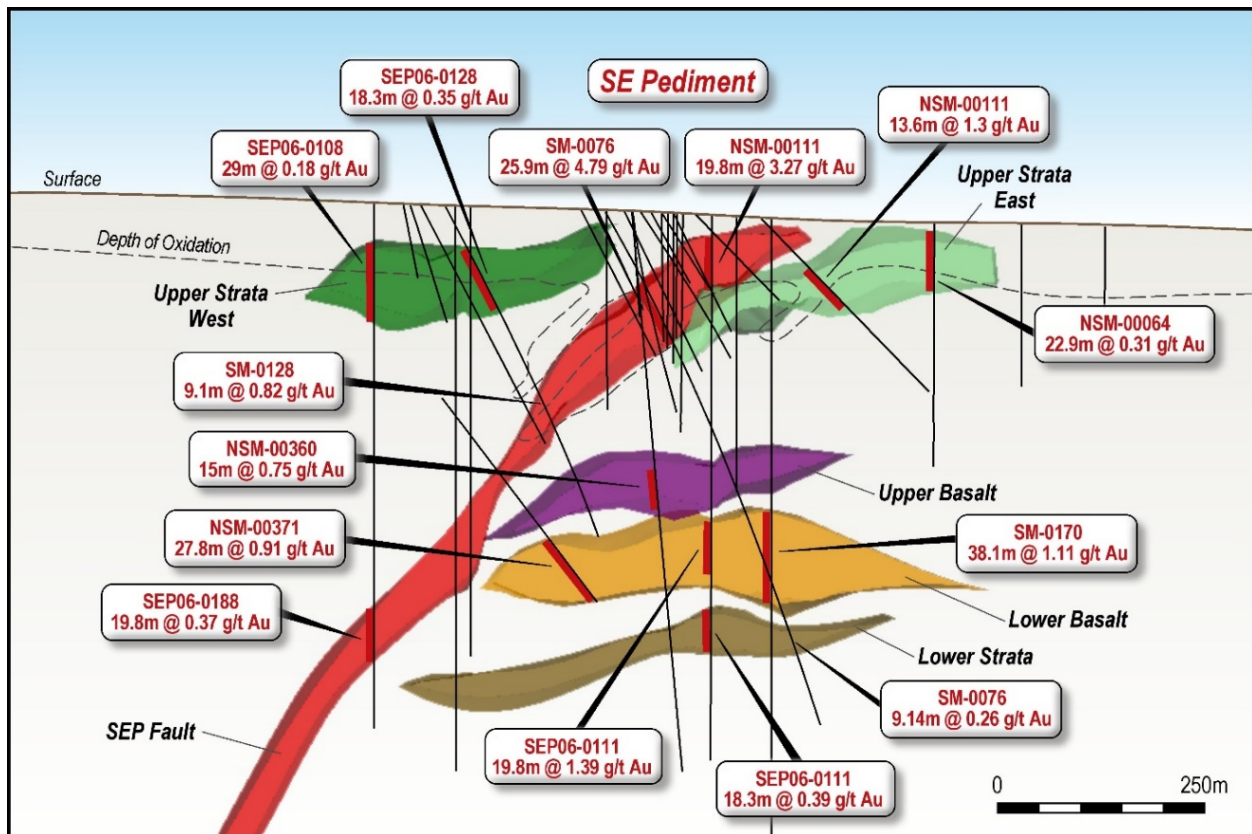 SE Pediment
SEP06-0128
18.3m @ 0.35 g/t Au
NSM-00111
13.6m @ 1.3 g/t Au
SEP06-0108
29m @ 0.18 g/t Au
SM-0076
25.9m @ 4.79 g/t Au
NSM-00111
19.8m @ 3.27 g/t Au
Surface
Upper Strata
East
Depth of Oxidation
Upper Strata
West
NSM-00064
22.9m @ 0.31 g/t Au
SM-0128
9.1m @ 0.82 g/t Au
NSM-00360
15m @ 0.75 g/t Au
Upper Basalt
NSM-00371
27.8m @ 0.91 g/t Au
SM-0170
38.1m @ 1.11 g/t Au
SEP06-0188
19.8m @ 0.37 g/t Au
Lower Basalt
Lower Strata
SM-0076
9.14m @ 0.26 g/t Au
SEP Fault
SEP06-0111
19.8m @ 1.39 g/t Au
SEP06-0111
18.3m @ 0.39 g/t Au
0 250m